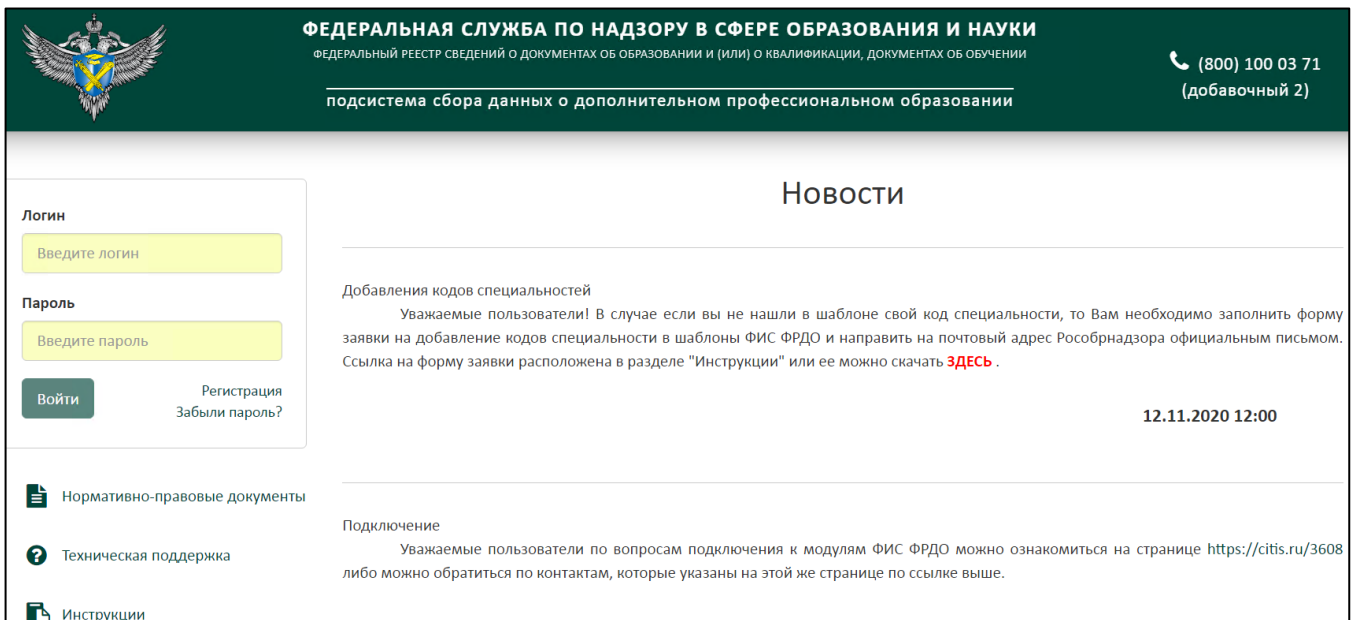 ФЕДЕРАЛЬНАЯ СЛУЖБА ПО НАДЗОРУ В СФЕРЕ ОБРАЗОВАНИЯ И НАУКИ
ФЕДЕРАЛЬНЫЙ РЕЕСТР СВЕДЕНИЙ О ДОКУМЕНТАХ ОБ ОБРАЗОВАНИИ И (ИЛИ) О КВАЛИФИКАЦИИ, ДОКУМЕНТАХ ОБ ОБУЧЕНИИ
подсистема сбора данных о дополнительном профессиональном образовании
(800) 100 03 71
(добавочный 2)
Логин
Введите логин
Пароль
Введите пароль
Войти
Регистрация
Забыли пароль?
Нормативно-правовые документы
Техническая поддержка
Инструкции
Новости
Добавления кодов специальностей
Уважаемые пользователи! В случае если вы не нашли в шаблоне свой код специальности, то Вам необходимо заполнить форму
заявки на добавление кодов специальности в шаблоны ФИС ФРДО и направить на почтовый адрес Рособрнадзора официальным письмом.
Ссылка на форму заявки расположена в разделе "Инструкции" или ее можно скачать ЗДЕСЬ .
12.11.2020 12:00
Подключение
Уважаемые пользователи по вопросам подключения к модулям ФИС ФРДО можно ознакомиться на странице https://citis.ru/3608
либо можно обратиться по контактам, которые указаны на этой же странице по ссылке выше.